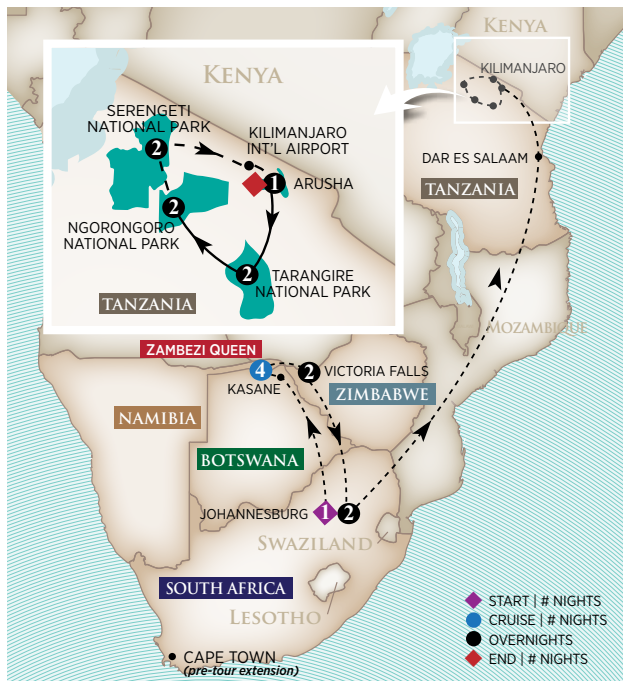 KENYA
KILIMANJARO
DAR ES SALAAM
TANZANIA
MOZAMBIQUE
KENYA
SERENGETI
NATIONAL PARK
2
KILIMANJARO
INT'L AIRPORT
1
ARUSHA
2
NGORONGORO
NATIONAL PARK
2
TARANGIRE
NATIONAL PARK
TANZANIA
ZAMBEZI QUEEN
4
KASANE
2
VICTORIA FALLS
ZIMBABWE
NAMIBIA
BOTSWANA
JOHANNESBURG
1
2
SWAZILAND
SOUTH AFRICA
LESOTHO
CAPE TOWN
(pre-tour extension)
START | # NIGHTS
CRUISE | # NIGHTS
OVERNIGHTS
END | # NIGHTS